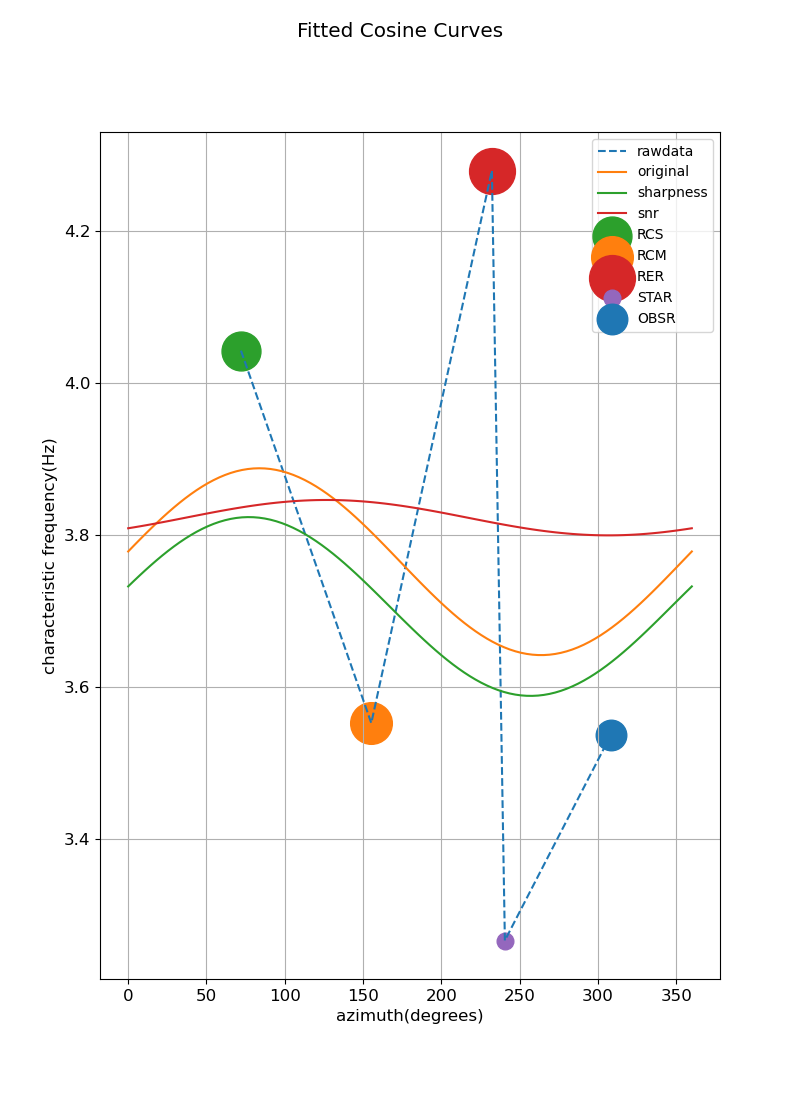 Fitted Cosine Curves
rawdata
original
sharpness
snr
RCS
RCM
RER
STAR
OBSR
characteristic frequency(Hz)
4.2
4.0
3.8
3.6
3.4
0 50 100 150 200 250 300 350
azimuth(degrees)